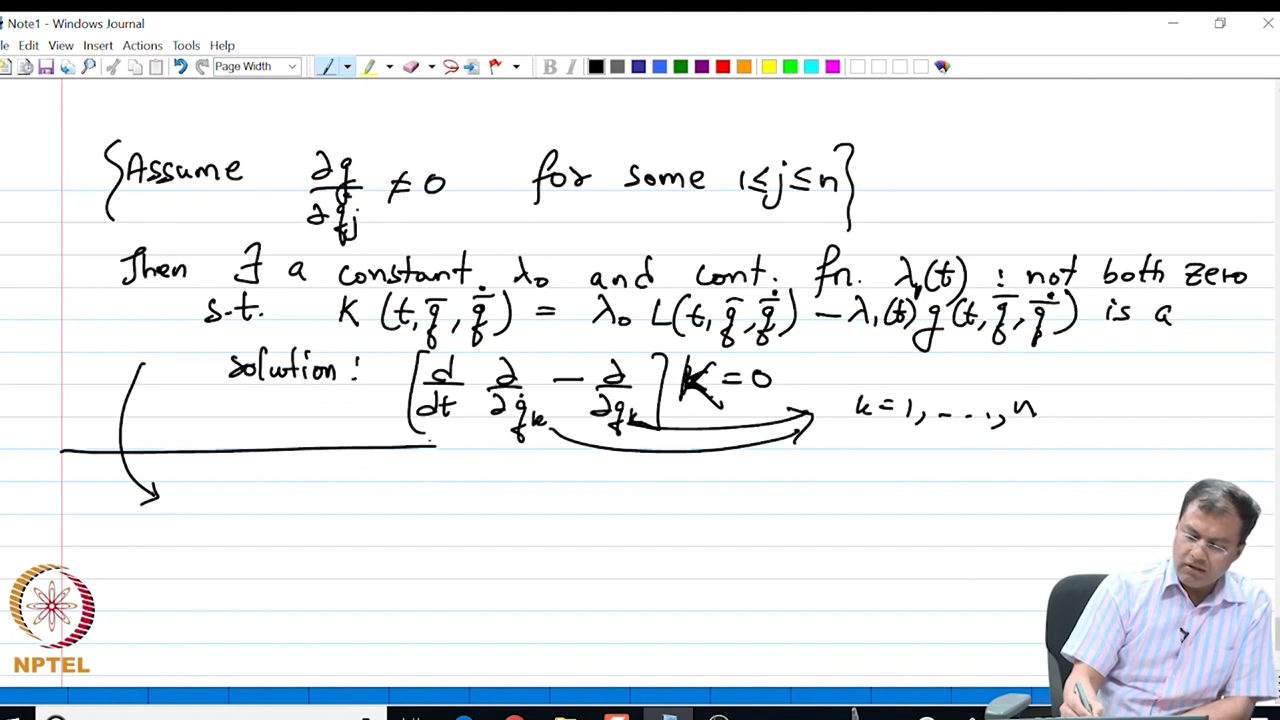 Note1 - Windows Journal
le Edit View Insert Actions Tools Help
Page Width
{Assume ∂g/∂q̇j ≠ 0 for some 1≤j≤n}
Then ∃ a constant λ₀ and cont. fn. λ₁(t) : not both zero
s.t. K (t, q̄, q̄̇) = λ₀ L(t, q̄, q̄̇) − λ₁(t) g(t, q̄, q̄̇) is a
solution : [d/dt ∂/∂q̇k − ∂/∂qk] K = 0
k = 1, ..., n
NPTEL